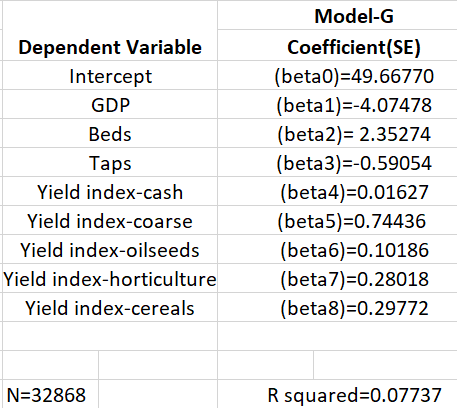 Model-G
Dependent Variable Coefficient(SE)
Intercept (beta0)=49.66770
GDP (beta1)=-4.07478
Beds (beta2)= 2.35274
Taps (beta3)=-0.59054
Yield index-cash (beta4)=0.01627
Yield index-coarse (beta5)=0.74436
Yield index-oilseeds (beta6)=0.10186
Yield index-horticulture (beta7)=0.28018
Yield index-cereals (beta8)=0.29772
N=32868 R squared=0.07737